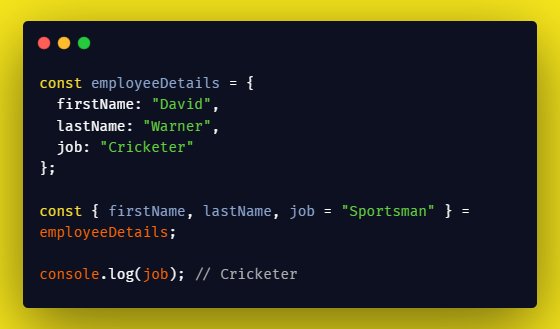 const employeeDetails = {
  firstName: "David",
  lastName: "Warner",
  job: "Cricketer"
};

const { firstName, lastName, job = "Sportsman" } =
employeeDetails;

console.log(job); // Cricketer